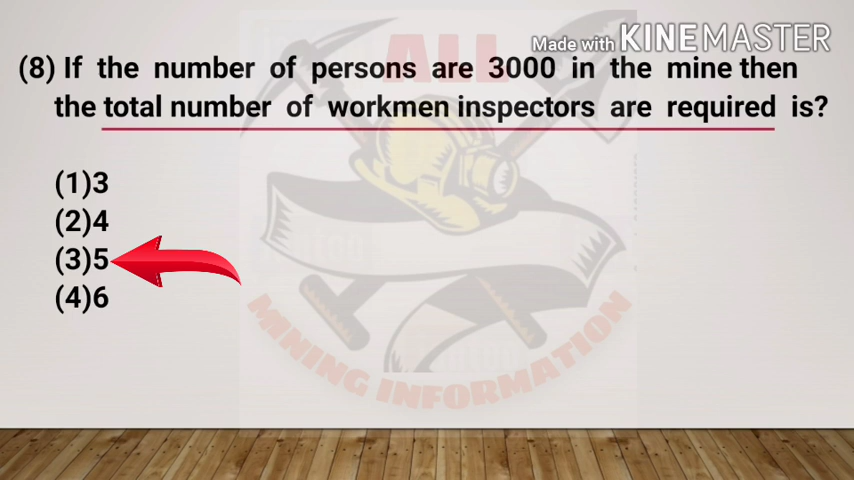 Made with KINEMASTER
ALL
(8) If the number of persons are 3000 in the mine then
the total number of workmen inspectors are required is?
(1)3
(2)4
(3)5
(4)6
MINING INFORMATION